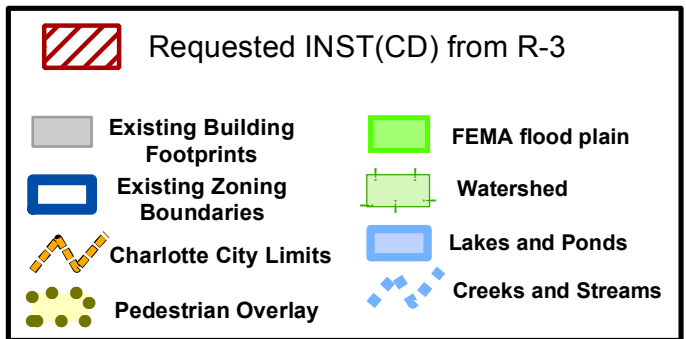 Requested INST(CD) from R-3
Existing Building
Footprints
Existing Zoning
Boundaries
Charlotte City Limits
Pedestrian Overlay
FEMA flood plain
Watershed
Lakes and Ponds
Creeks and Streams